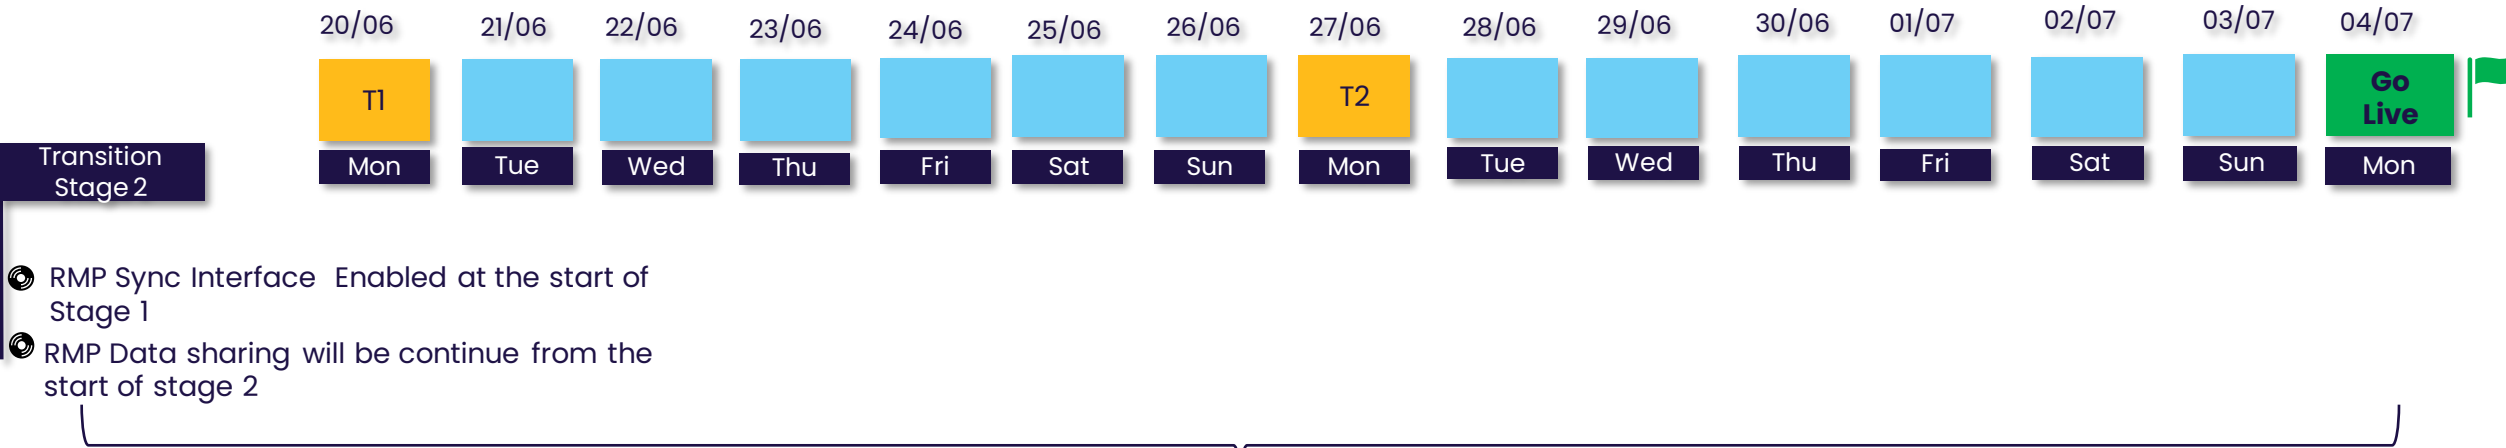 20/06 21/06 22/06 23/06 24/06 25/06 26/06 27/06 28/06 29/06 30/06 01/07 02/07 03/07 04/07
T1 T2 Go
Live
Mon Tue Wed Thu Fri Sat Sun Mon Tue Wed Thu Fri Sat Sun Mon
Transition
Stage 2
RMP Sync Interface Enabled at the start of
Stage 1
RMP Data sharing will be continue from the
start of stage 2